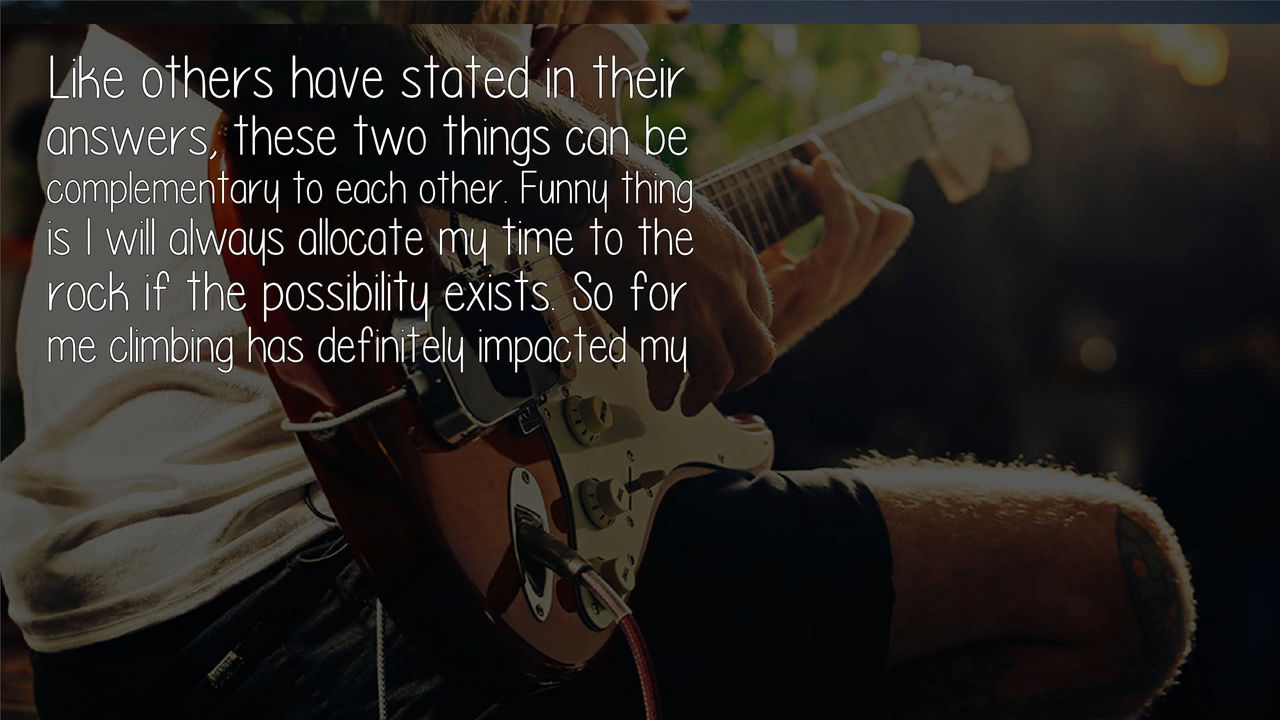 Like others have stated in their
answers, these two things can be
complementary to each other. Funny thing
is I will always allocate my time to the
rock if the possibility exists. So for
me climbing has definitely impacted my